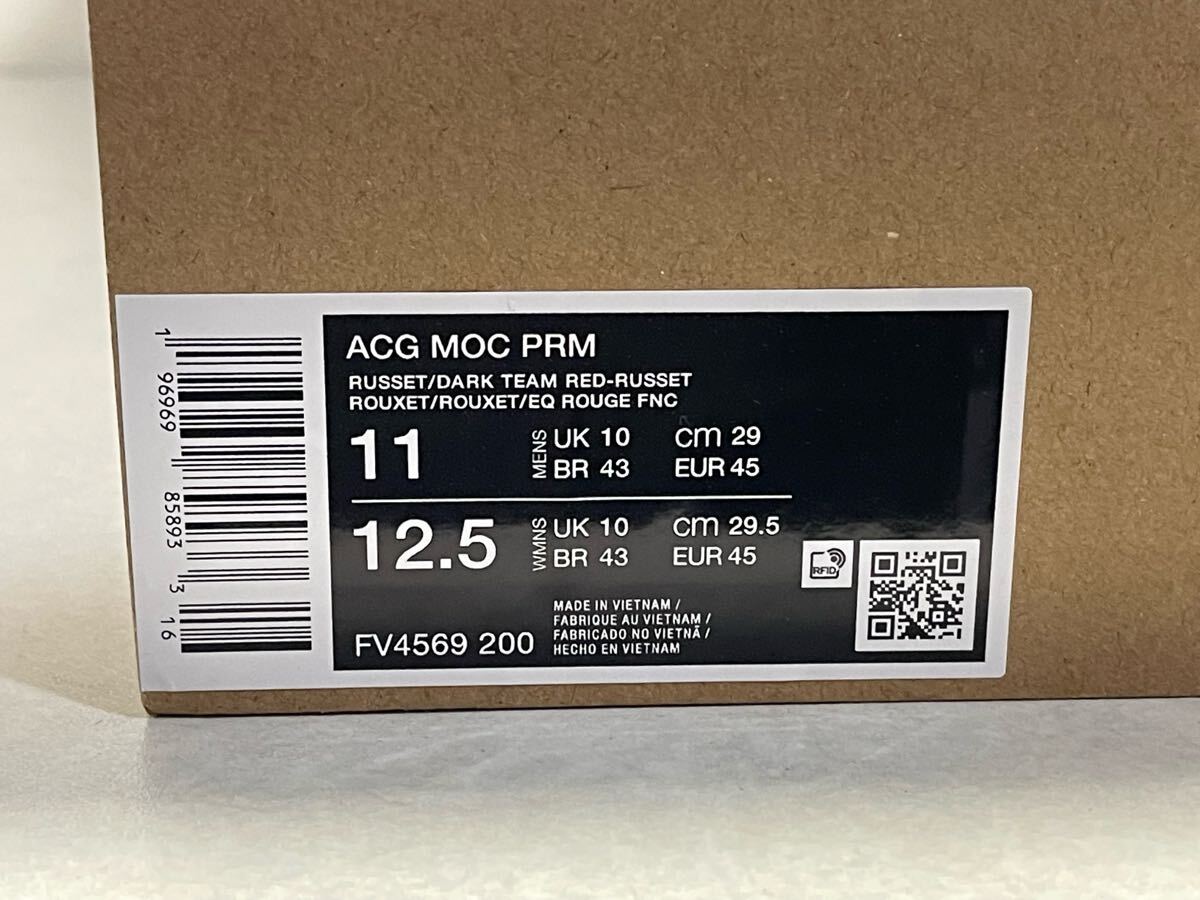 1 96969 85893 3 16
ACG MOC PRM
RUSSET/DARK TEAM RED-RUSSET
ROUXET/ROUXET/EQ ROUGE FNC
11 MENS UK 10 cm 29
BR 43 EUR 45
12.5 WMNS UK 10 cm 29.5
BR 43 EUR 45
RFID
MADE IN VIETNAM /
FABRIQUE AU VIETNAM /
FABRICADO NO VIETNÃ /
HECHO EN VIETNAM
FV4569 200